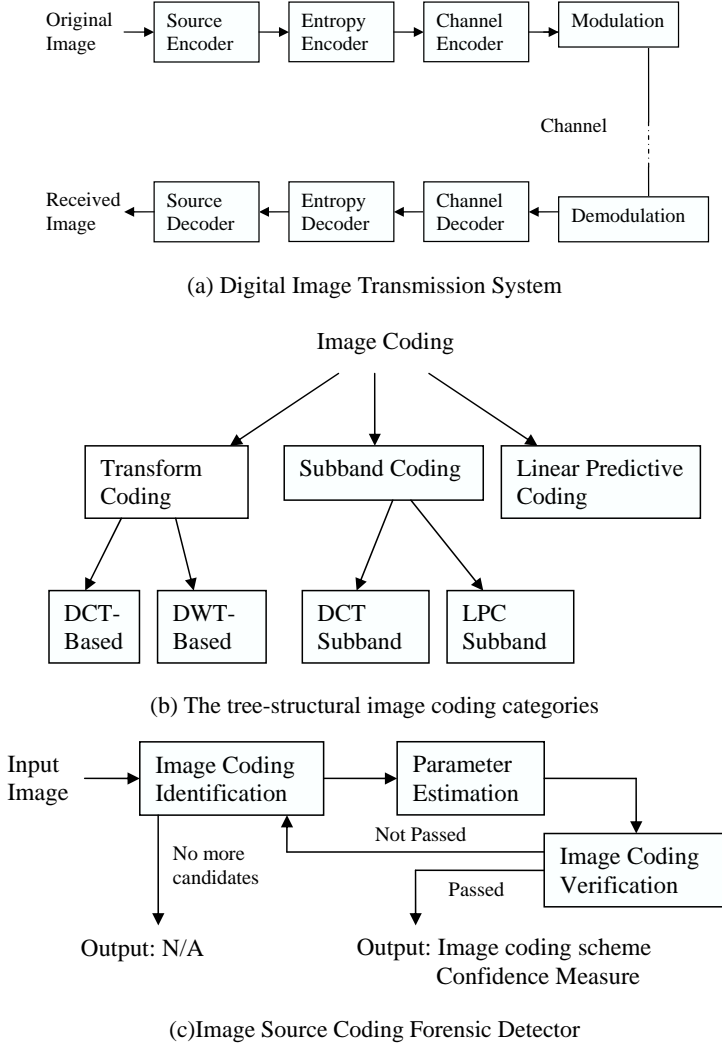 Original Image
Source Encoder
Entropy Encoder
Channel Encoder
Modulation
Channel
Received Image
Source Decoder
Entropy Decoder
Channel Decoder
Demodulation
(a) Digital Image Transmission System
Image Coding
Transform Coding
Subband Coding
Linear Predictive Coding
DCT-Based
DWT-Based
DCT Subband
LPC Subband
(b) The tree-structural image coding categories
Input Image
Image Coding Identification
Parameter Estimation
Not Passed
Image Coding Verification
No more candidates
Passed
Output: N/A
Output: Image coding scheme
Confidence Measure
(c)Image Source Coding Forensic Detector